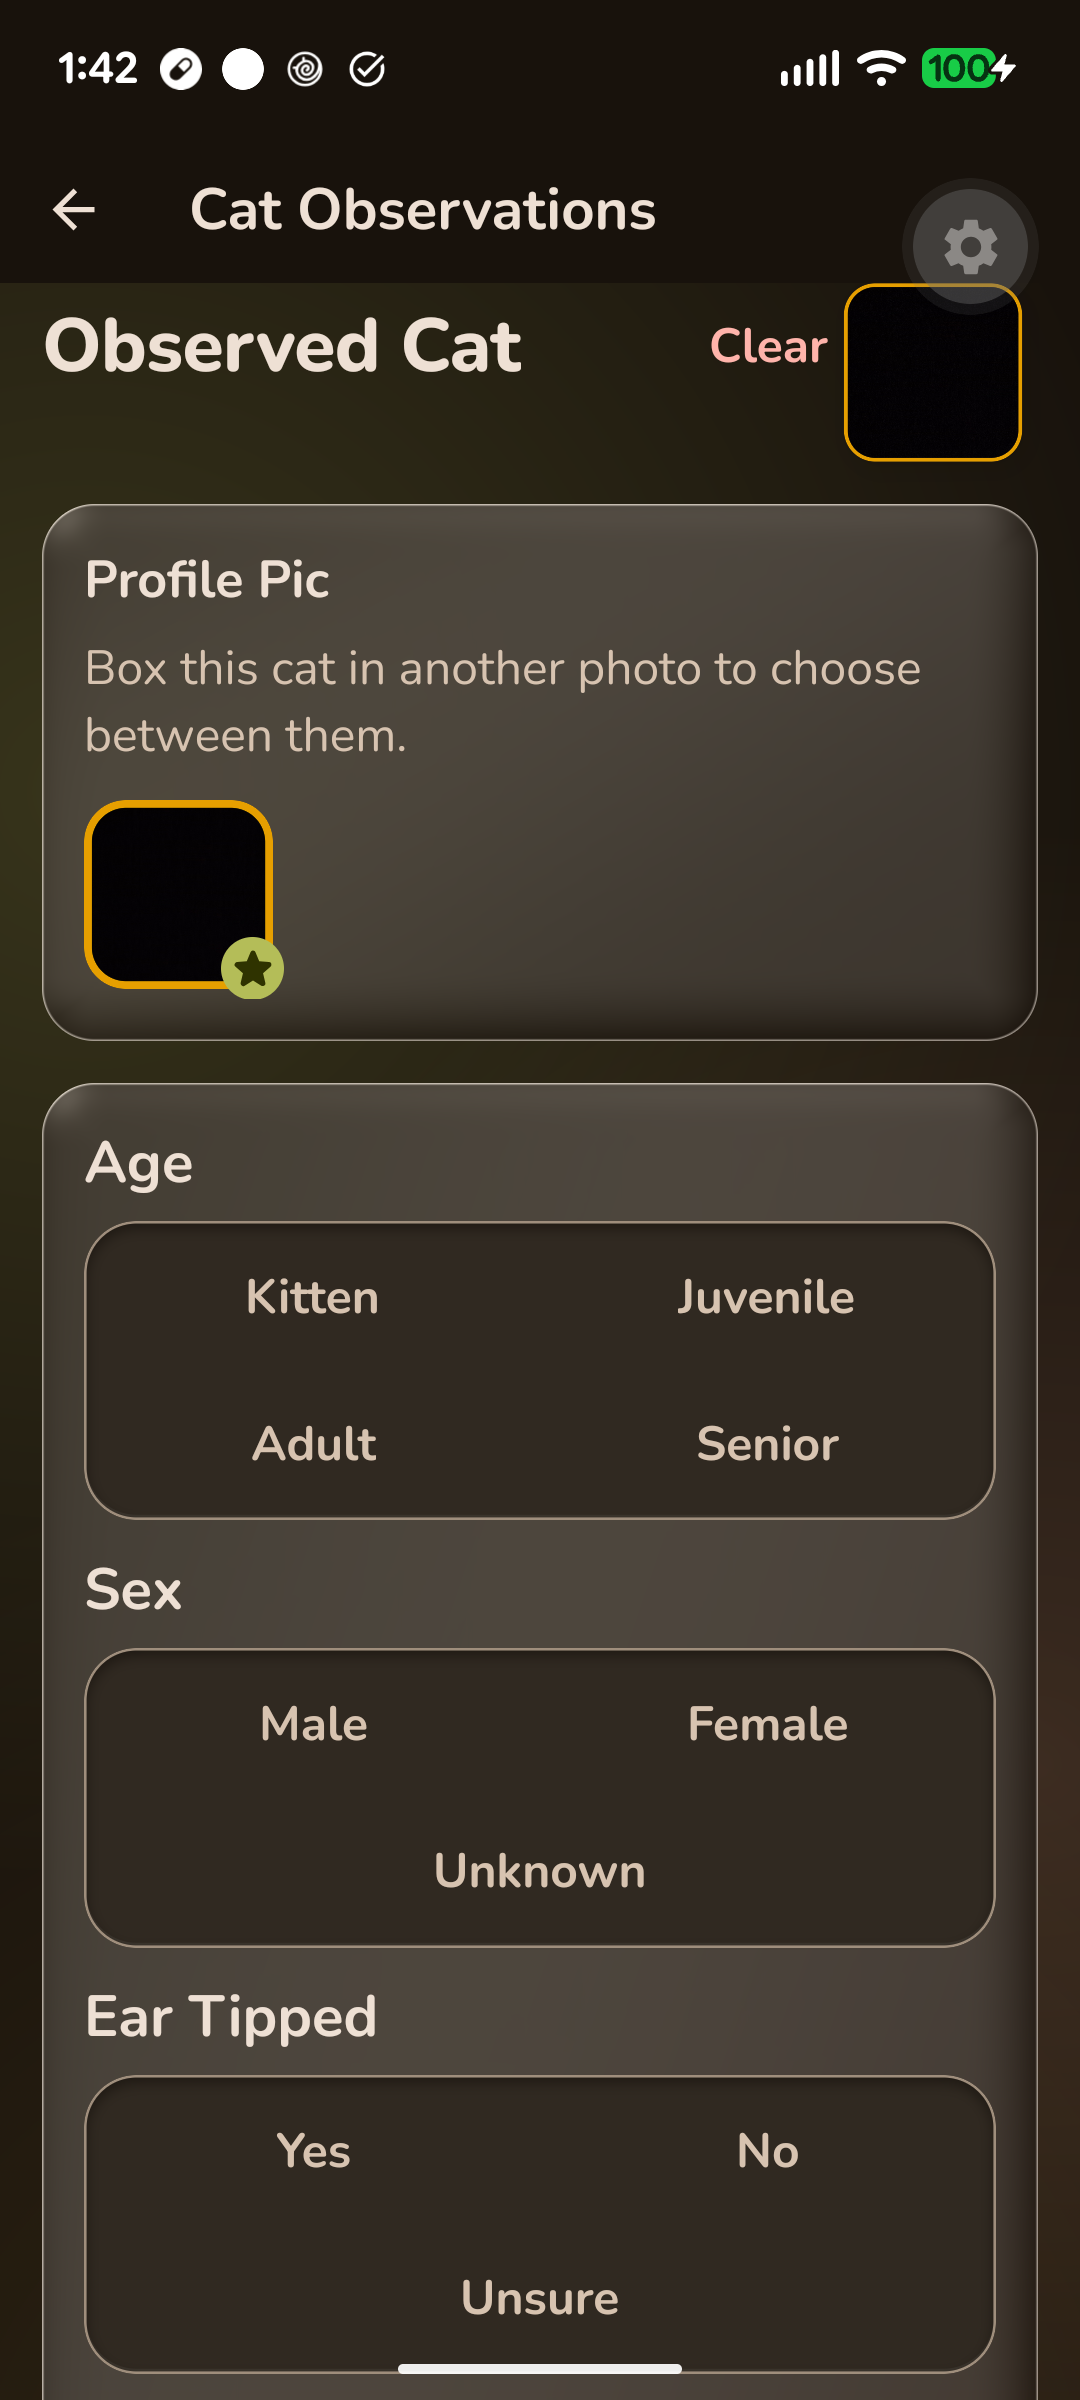 1:42
100
Cat Observations
Observed Cat
Clear
Profile Pic
Box this cat in another photo to choose
between them.
Age
Kitten
Juvenile
Adult
Senior
Sex
Male
Female
Unknown
Ear Tipped
Yes
No
Unsure